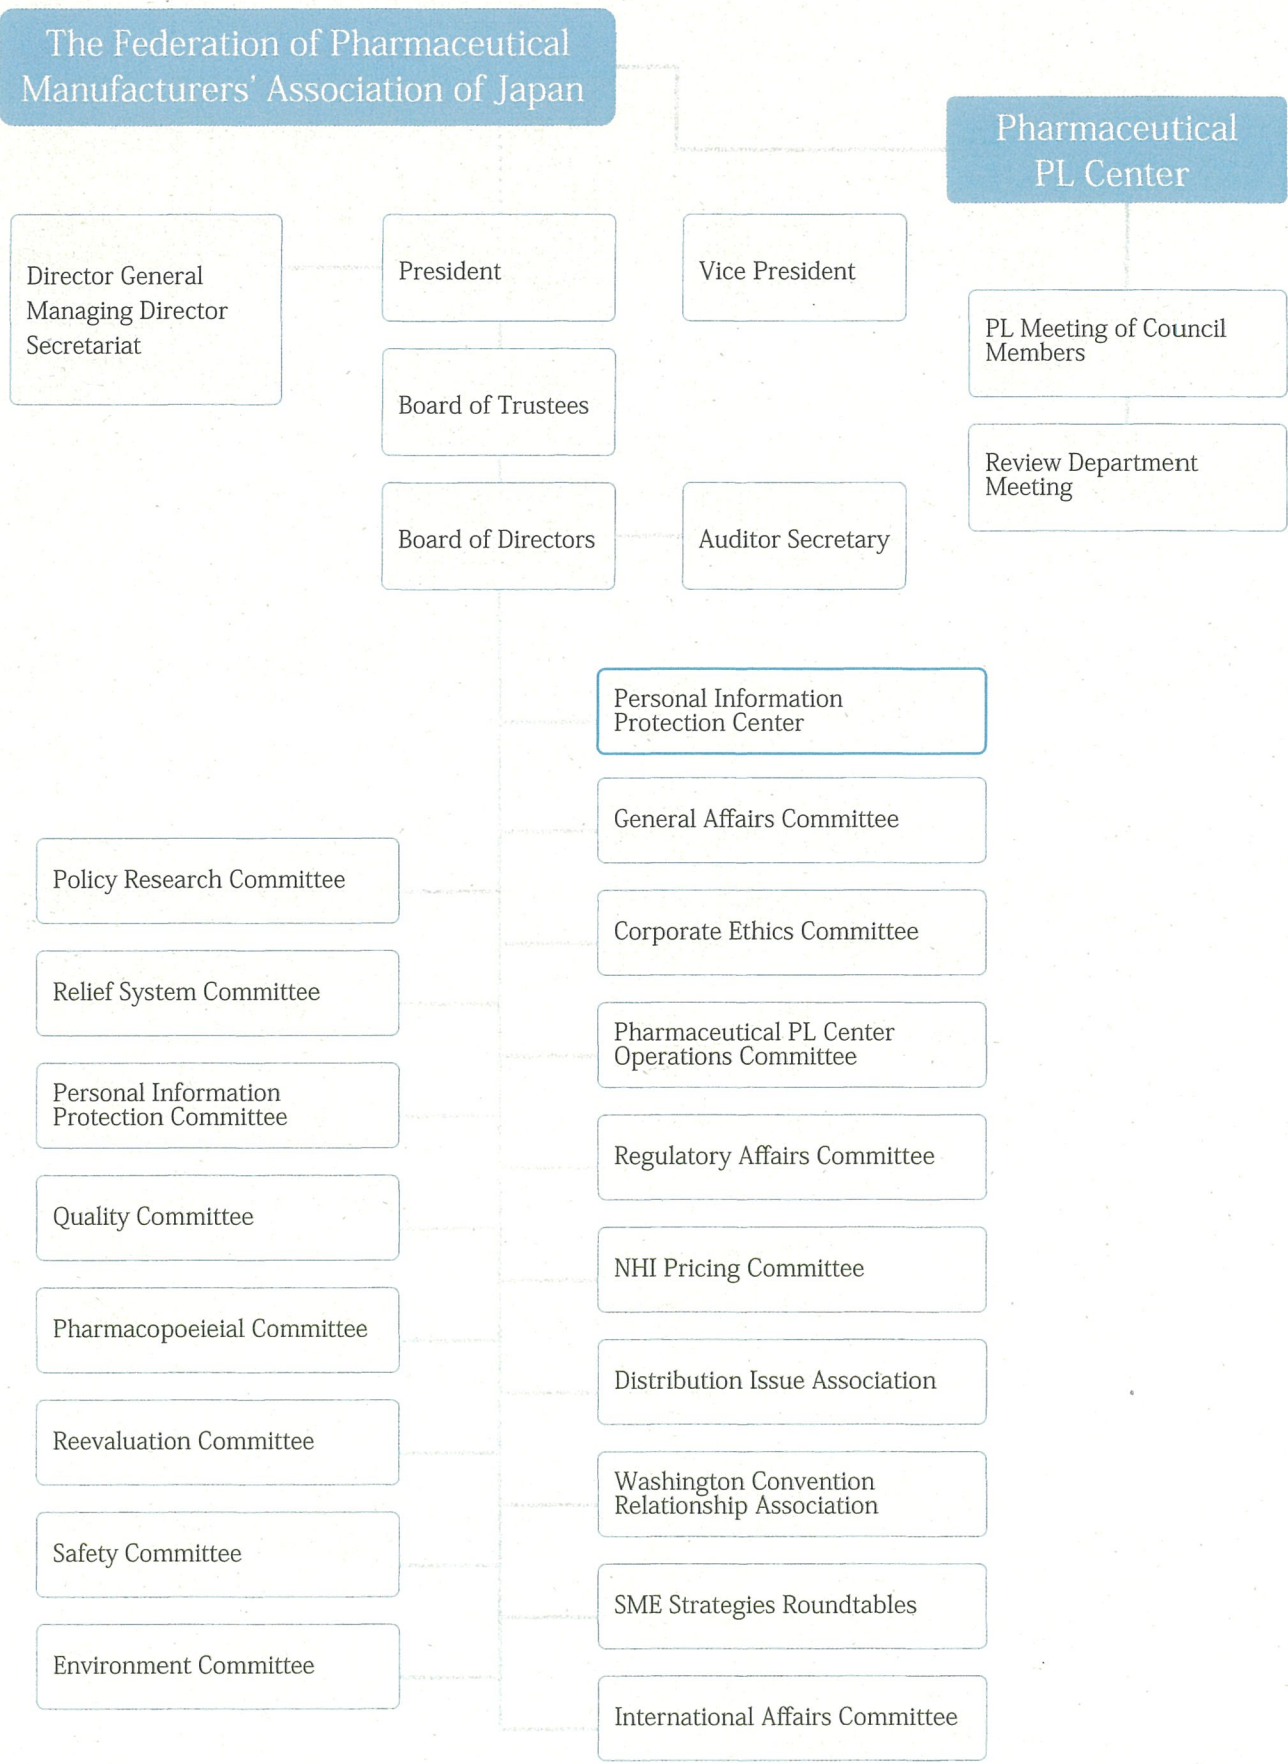 The Federation of Pharmaceutical
Manufacturers' Association of Japan
Pharmaceutical
PL Center
Director General
Managing Director
Secretariat
President
Vice President
PL Meeting of Council
Members
Board of Trustees
Review Department
Meeting
Board of Directors
Auditor Secretary
Personal Information
Protection Center
General Affairs Committee
Policy Research Committee
Corporate Ethics Committee
Relief System Committee
Pharmaceutical PL Center
Operations Committee
Personal Information
Protection Committee
Regulatory Affairs Committee
Quality Committee
NHI Pricing Committee
Pharmacopoeieial Committee
Distribution Issue Association
Reevaluation Committee
Washington Convention
Relationship Association
Safety Committee
SME Strategies Roundtables
Environment Committee
International Affairs Committee